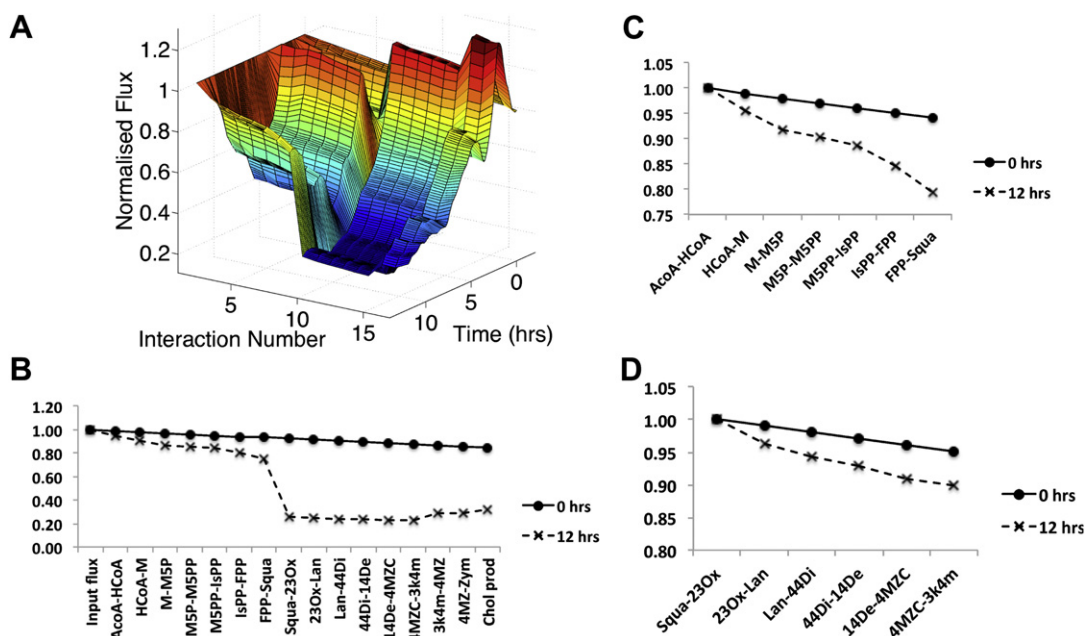 A
1.2
1
0.8
0.6
0.4
0.2
Normalised Flux
5
10
15
Interaction Number
10
5
0
Time (hrs)
B
1.20
1.00
0.80
0.60
0.40
0.20
0.00
Input flux
AcoA-HCoA
HCoA-M
M-M5P
M5P-M5PP
M5PP-IsPP
IsPP-FPP
FPP-Squa
Squa-23Ox
23Ox-Lan
Lan-44Di
44Di-14De
14De-4MZC
4MZC-3k4m
3k4m-4MZ
4MZ-Zym
Chol prod
0 hrs
12 hrs
C
1.05
1.00
0.95
0.90
0.85
0.80
0.75
AcoA-HCoA
HCoA-M
M-M5P
M5P-M5PP
M5PP-IsPP
IsPP-FPP
FPP-Squa
0 hrs
12 hrs
D
1.05
1.00
0.95
0.90
0.85
0.80
Squa-23Ox
23Ox-Lan
Lan-44Di
44Di-14De
14De-4MZC
4MZC-3k4m
0 hrs
12 hrs